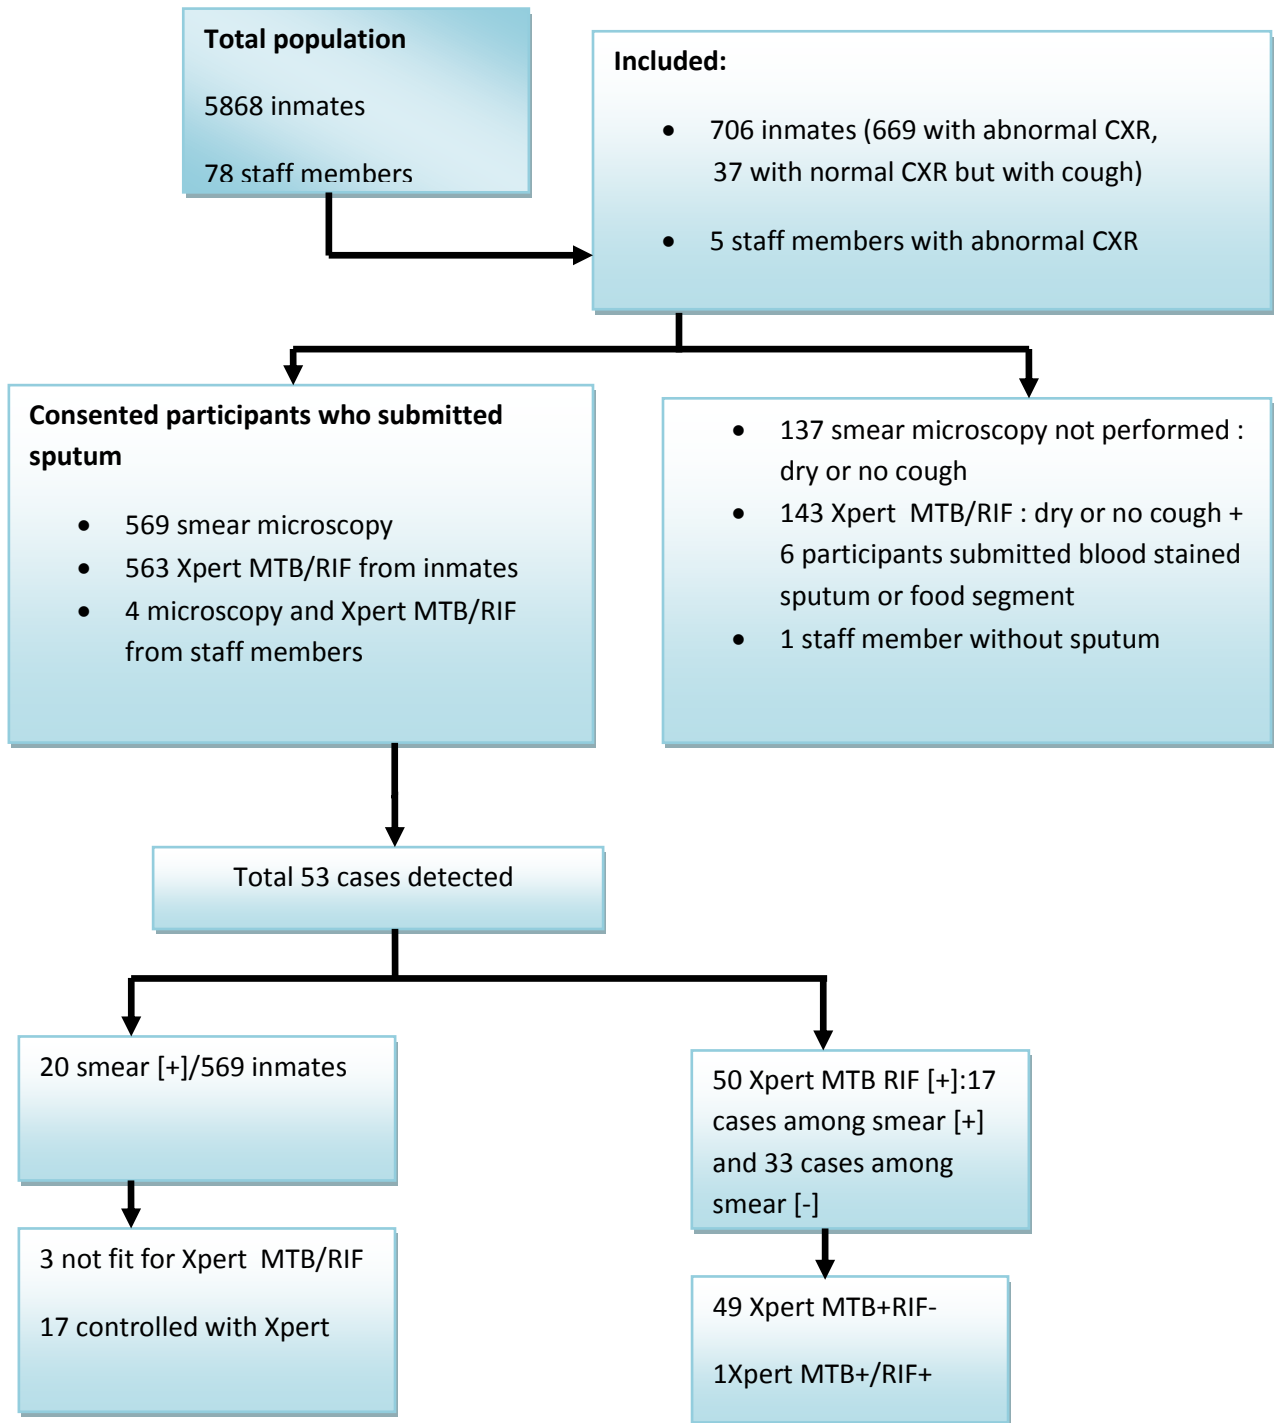 Total population
5868 inmates
78 staff members
Included:
• 706 inmates (669 with abnormal CXR,
37 with normal CXR but with cough)
• 5 staff members with abnormal CXR
Consented participants who submitted
sputum
• 569 smear microscopy
• 563 Xpert MTB/RIF from inmates
• 4 microscopy and Xpert MTB/RIF
from staff members
• 137 smear microscopy not performed :
dry or no cough
• 143 Xpert MTB/RIF : dry or no cough +
6 participants submitted blood stained
sputum or food segment
• 1 staff member without sputum
Total 53 cases detected
20 smear [+]/569 inmates
50 Xpert MTB RIF [+]:17
cases among smear [+]
and 33 cases among
smear [-]
3 not fit for Xpert MTB/RIF
17 controlled with Xpert
49 Xpert MTB+RIF-
1Xpert MTB+/RIF+